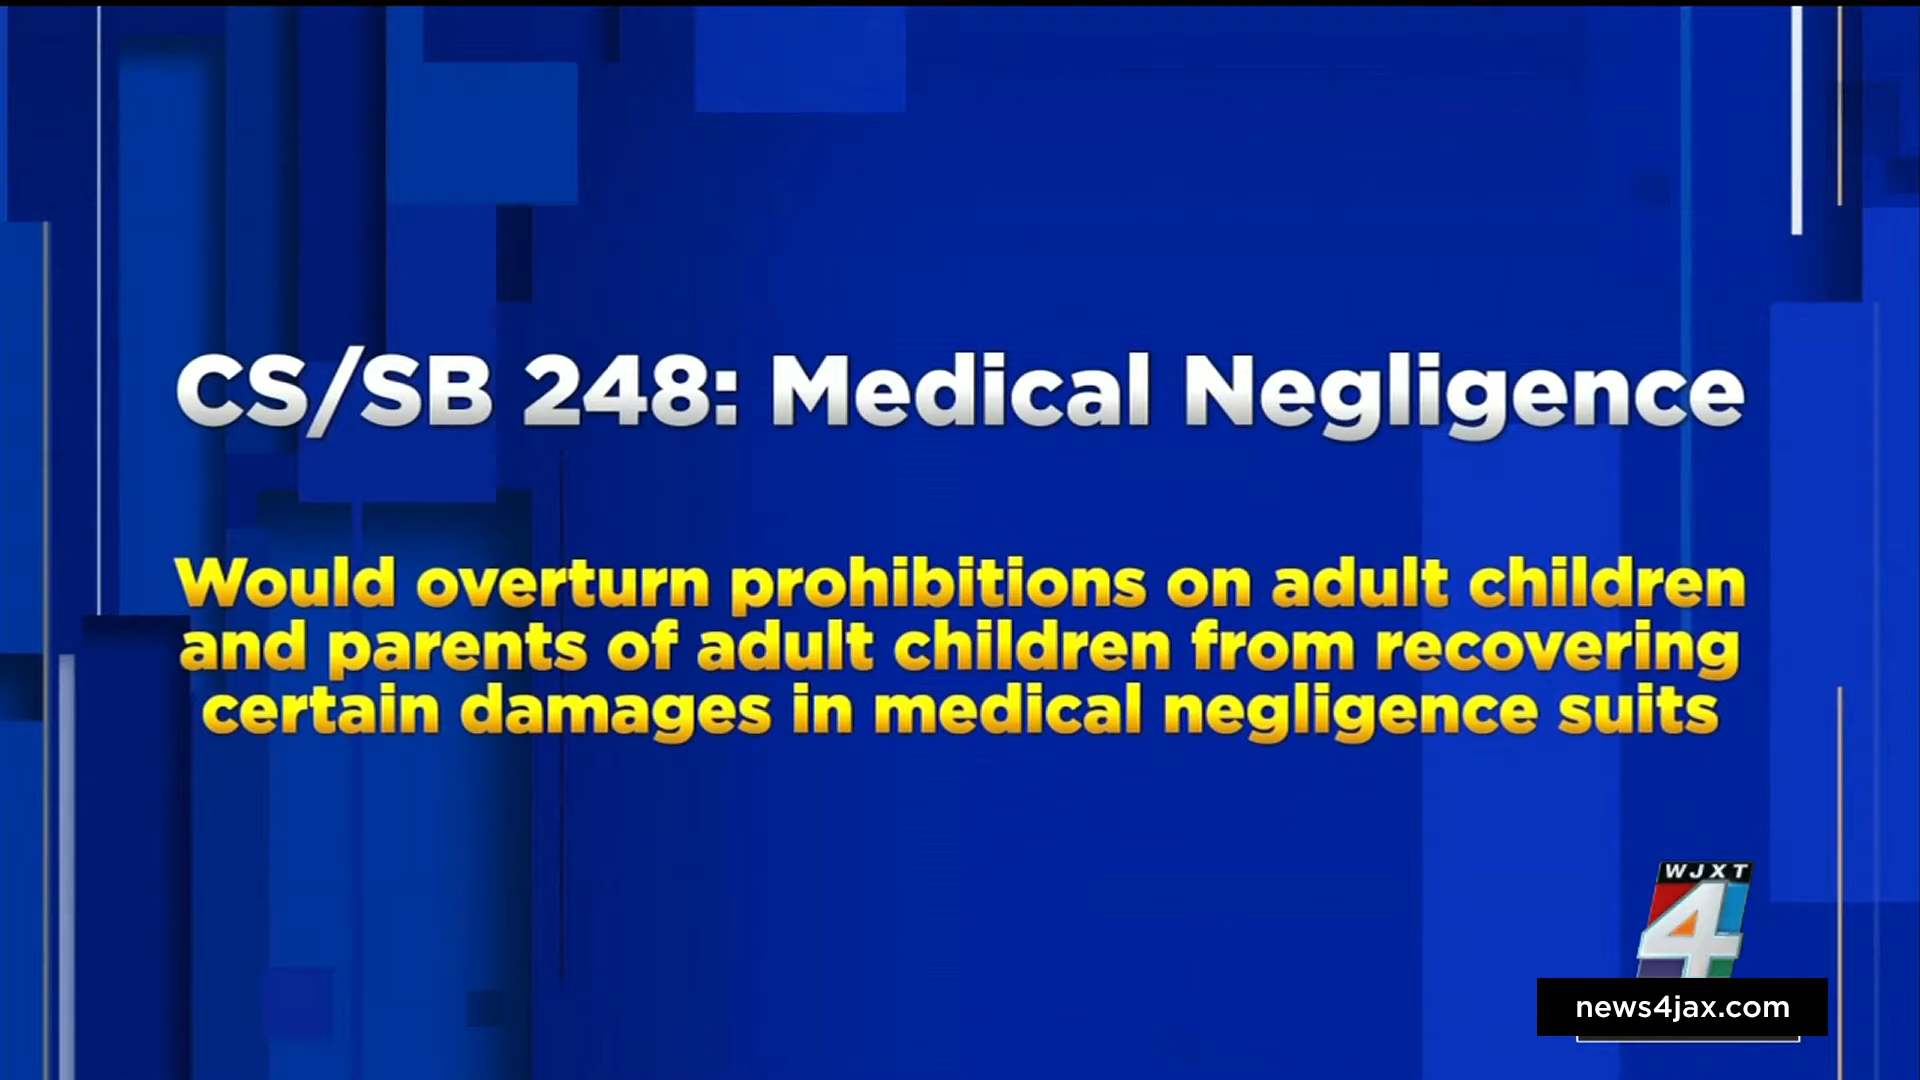 CS/SB 248: Medical Negligence
Would overturn prohibitions on adult children
and parents of adult children from recovering
certain damages in medical negligence suits
WJXT
4
news4jax.com